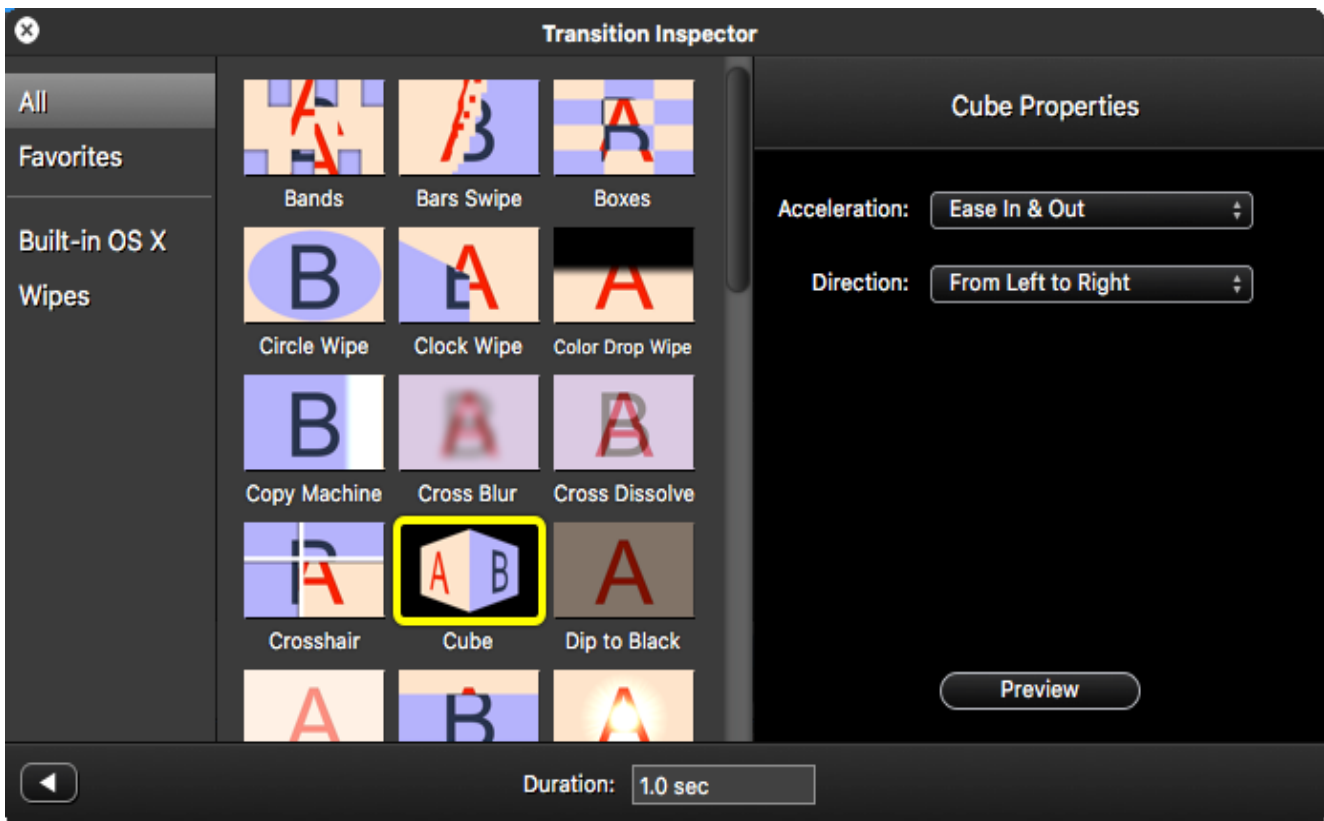 Transition Inspector
All
Favorites
Built-in OS X
Wipes
A
A
B
A
B
Bands
Bars Swipe
Boxes
B
B
A
A
Circle Wipe
Clock Wipe
Color Drop Wipe
B
A
B
A
B
Copy Machine
Cross Blur
Cross Dissolve
A
A
B
A
Crosshair
Cube
Dip to Black
A
B
A
Cube Properties
Acceleration: Ease In & Out
Direction: From Left to Right
Preview
Duration: 1.0 sec